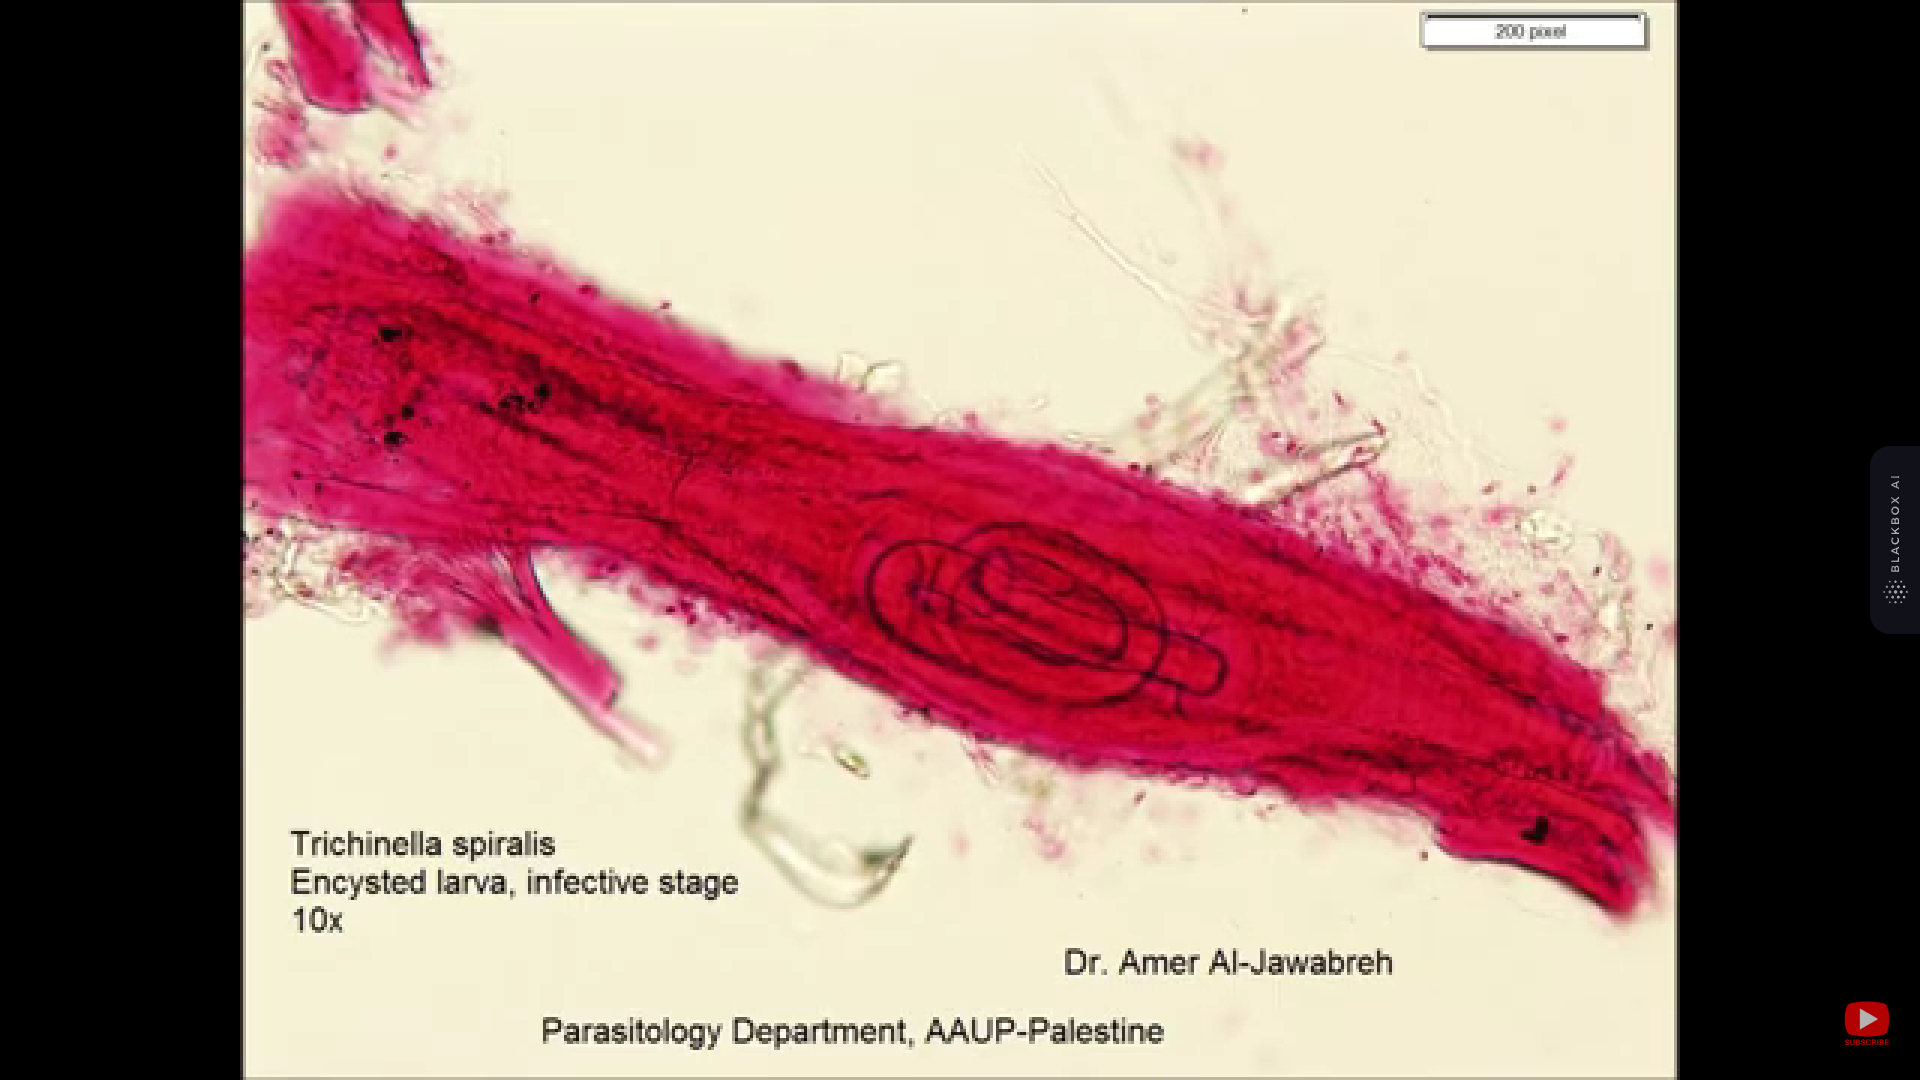 200 pixel
BLACKBOX AI
Trichinella spiralis
Encysted larva, infective stage
10x
Dr. Amer Al-Jawabreh
Parasitology Department, AAUP-Palestine
SUBSCRIBE